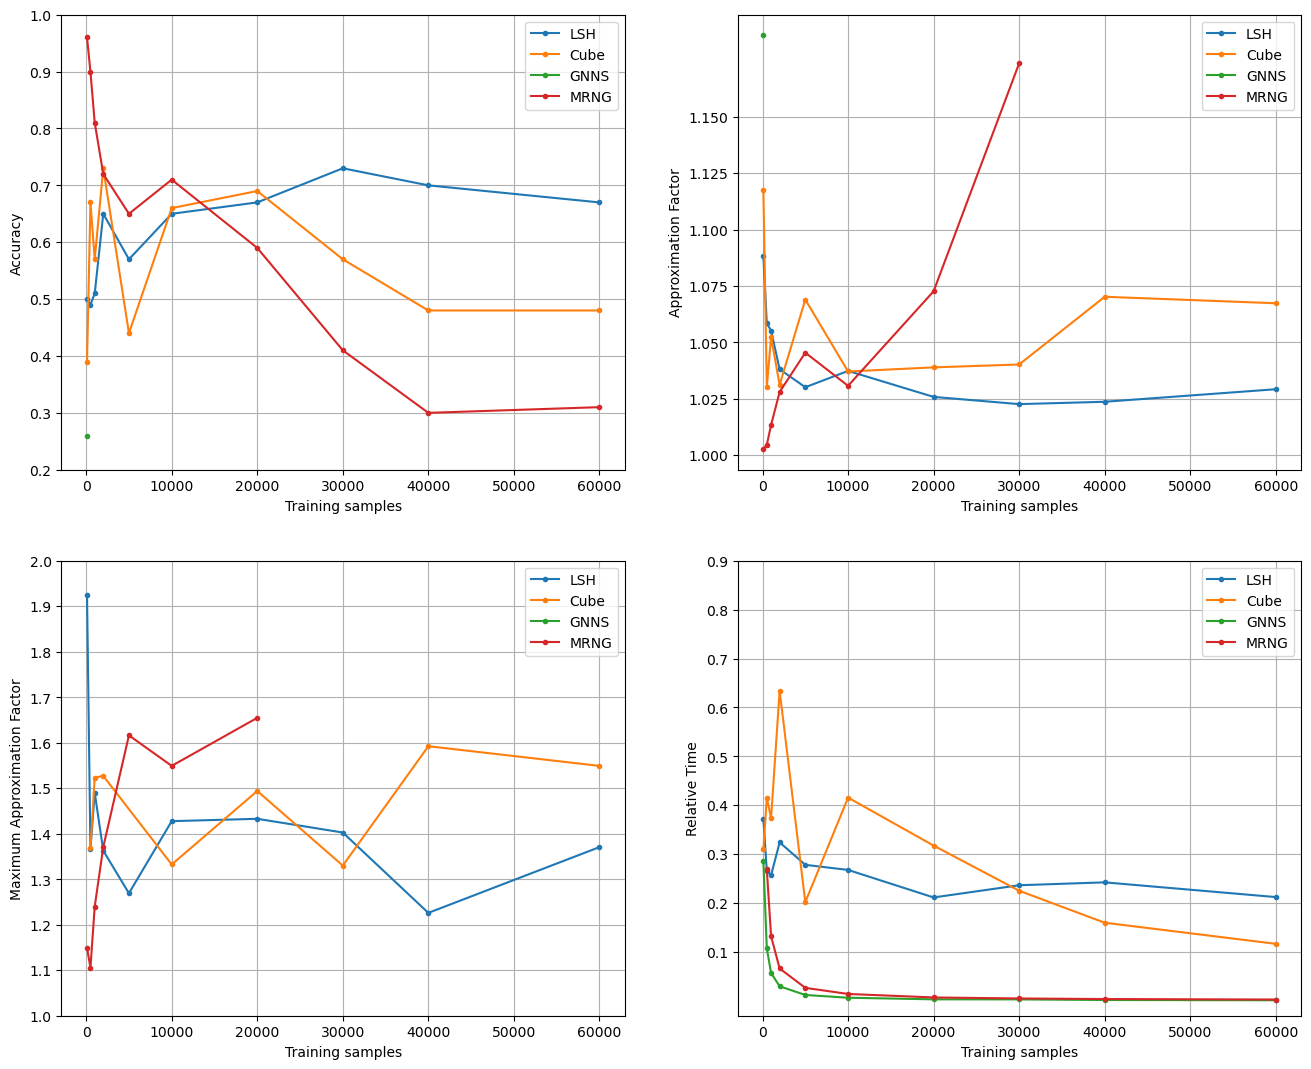 1.0
0.9
0.8
0.7
0.6
0.5
0.4
0.3
0.2
Accuracy
LSH
Cube
GNNS
MRNG
0 10000 20000 30000 40000 50000 60000
Training samples
1.150
1.125
1.100
1.075
1.050
1.025
1.000
Approximation Factor
LSH
Cube
GNNS
MRNG
0 10000 20000 30000 40000 50000 60000
Training samples
2.0
1.9
1.8
1.7
1.6
1.5
1.4
1.3
1.2
1.1
1.0
Maximum Approximation Factor
LSH
Cube
GNNS
MRNG
0 10000 20000 30000 40000 50000 60000
Training samples
0.9
0.8
0.7
0.6
0.5
0.4
0.3
0.2
0.1
Relative Time
LSH
Cube
GNNS
MRNG
0 10000 20000 30000 40000 50000 60000
Training samples